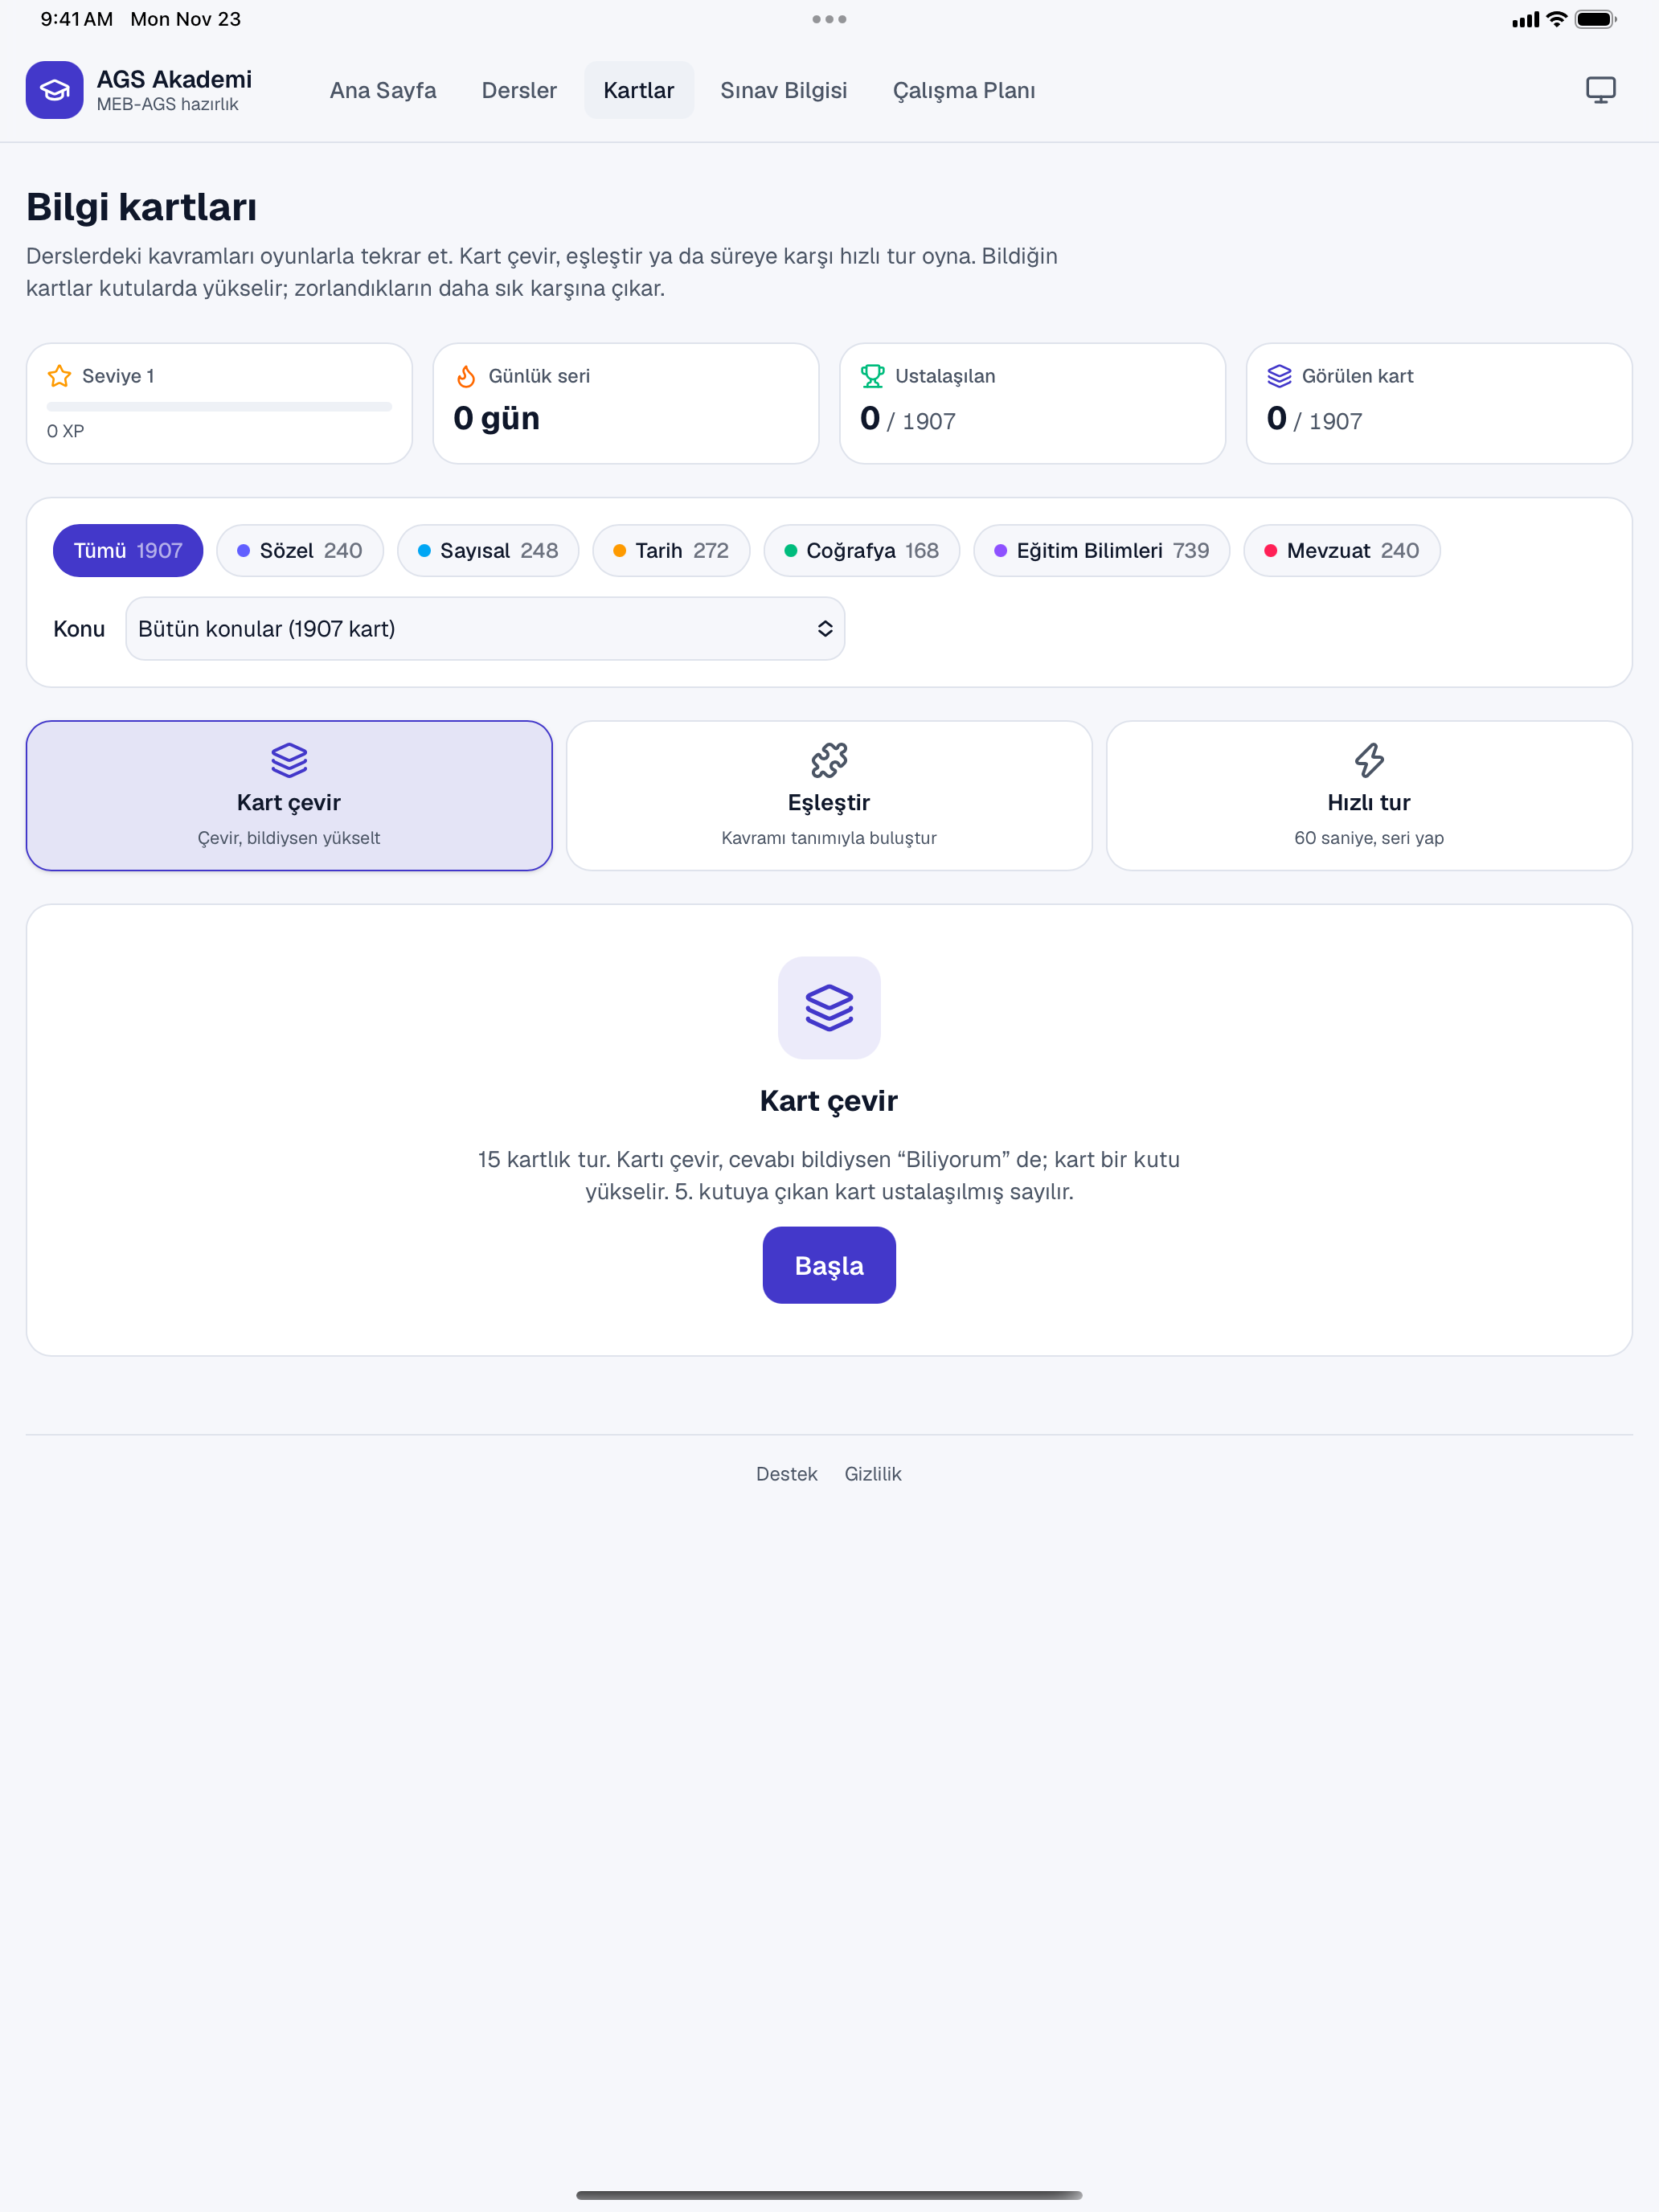 9:41 AM Mon Nov 23
AGS Akademi
MEB-AGS hazırlık
Ana Sayfa
Dersler
Kartlar
Sınav Bilgisi
Çalışma Planı
Bilgi kartları
Derslerdeki kavramları oyunlarla tekrar et. Kart çevir, eşleştir ya da süreye karşı hızlı tur oyna. Bildiğin
kartlar kutularda yükselir; zorlandıkların daha sık karşına çıkar.
Seviye 1
0 XP
Günlük seri
0 gün
Ustalaşılan
0 / 1907
Görülen kart
0 / 1907
Tümü 1907
Sözel 240
Sayısal 248
Tarih 272
Coğrafya 168
Eğitim Bilimleri 739
Mevzuat 240
Konu
Bütün konular (1907 kart)
Kart çevir
Çevir, bildiysen yükselt
Eşleştir
Kavramı tanımıyla buluştur
Hızlı tur
60 saniye, seri yap
Kart çevir
15 kartlık tur. Kartı çevir, cevabı bildiysen “Biliyorum” de; kart bir kutu
yükselir. 5. kutuya çıkan kart ustalaşılmış sayılır.
Başla
Destek
Gizlilik